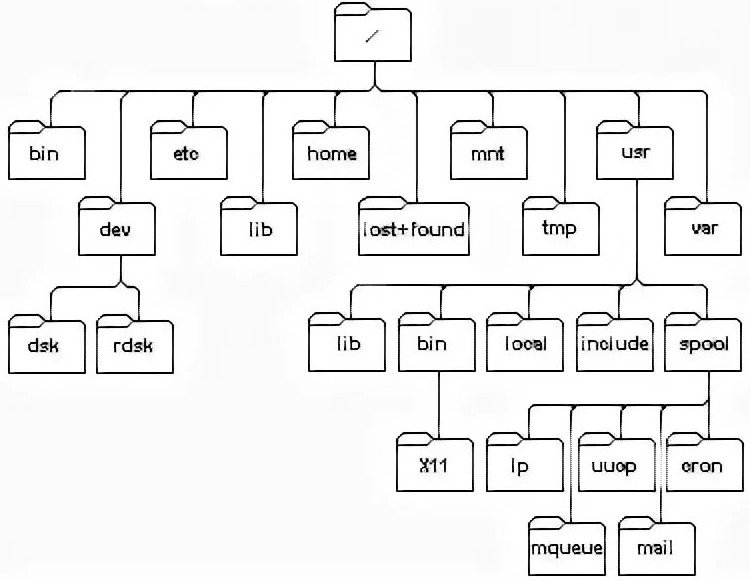 /
bin
etc
home
mnt
usr
dev
lib
lost+found
tmp
var
dsk
rdsk
lib
bin
local
include
spool
X11
lp
uucp
cron
mqueue
mail